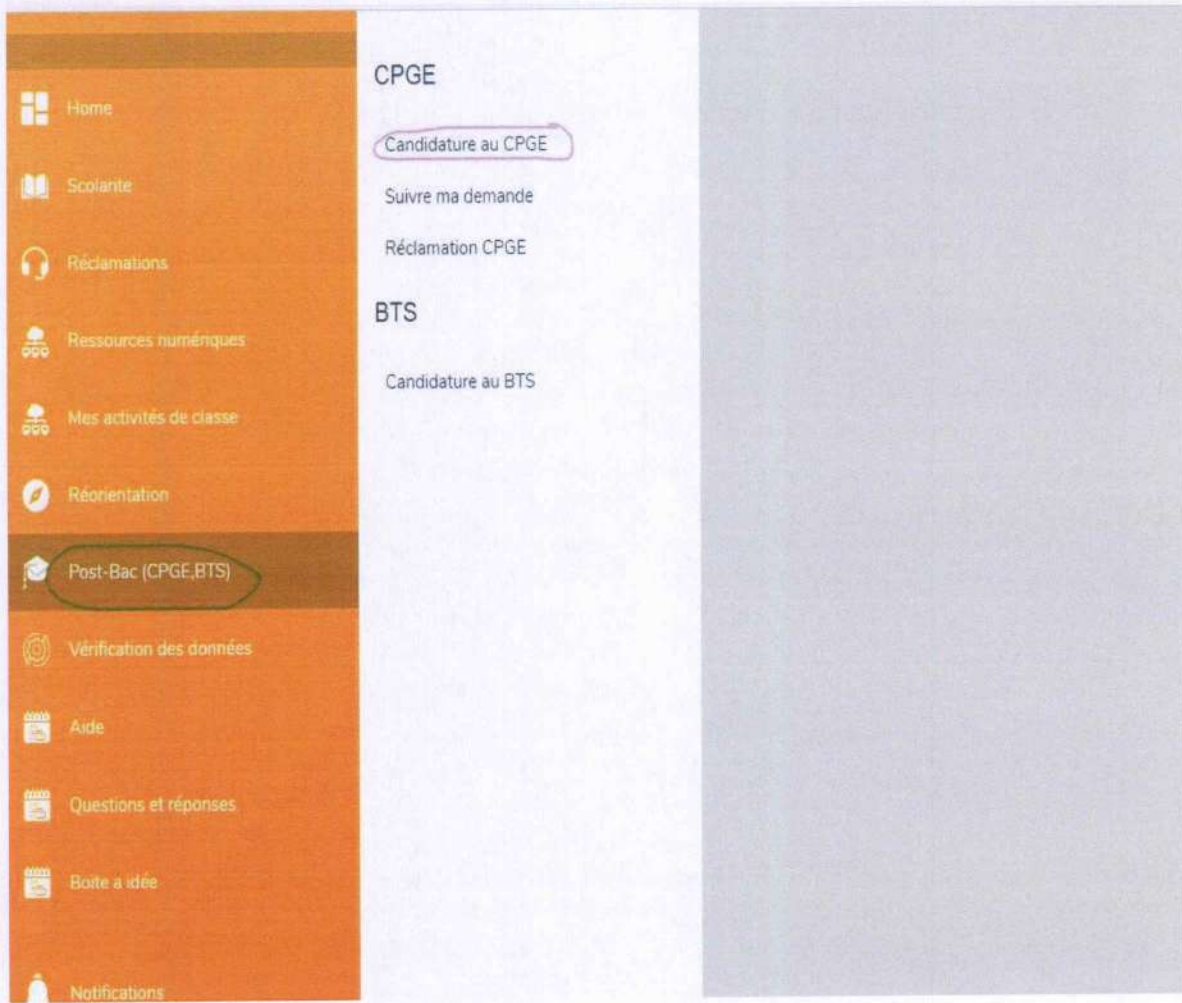 Home
Scolarite
Réclamations
Ressources numériques
Mes activités de classe
Réorientation
Post-Bac (CPGE,BTS)
Vérification des données
Aide
Questions et réponses
Boite a idée
Notifications
CPGE
Candidature au CPGE
Suivre ma demande
Réclamation CPGE
BTS
Candidature au BTS